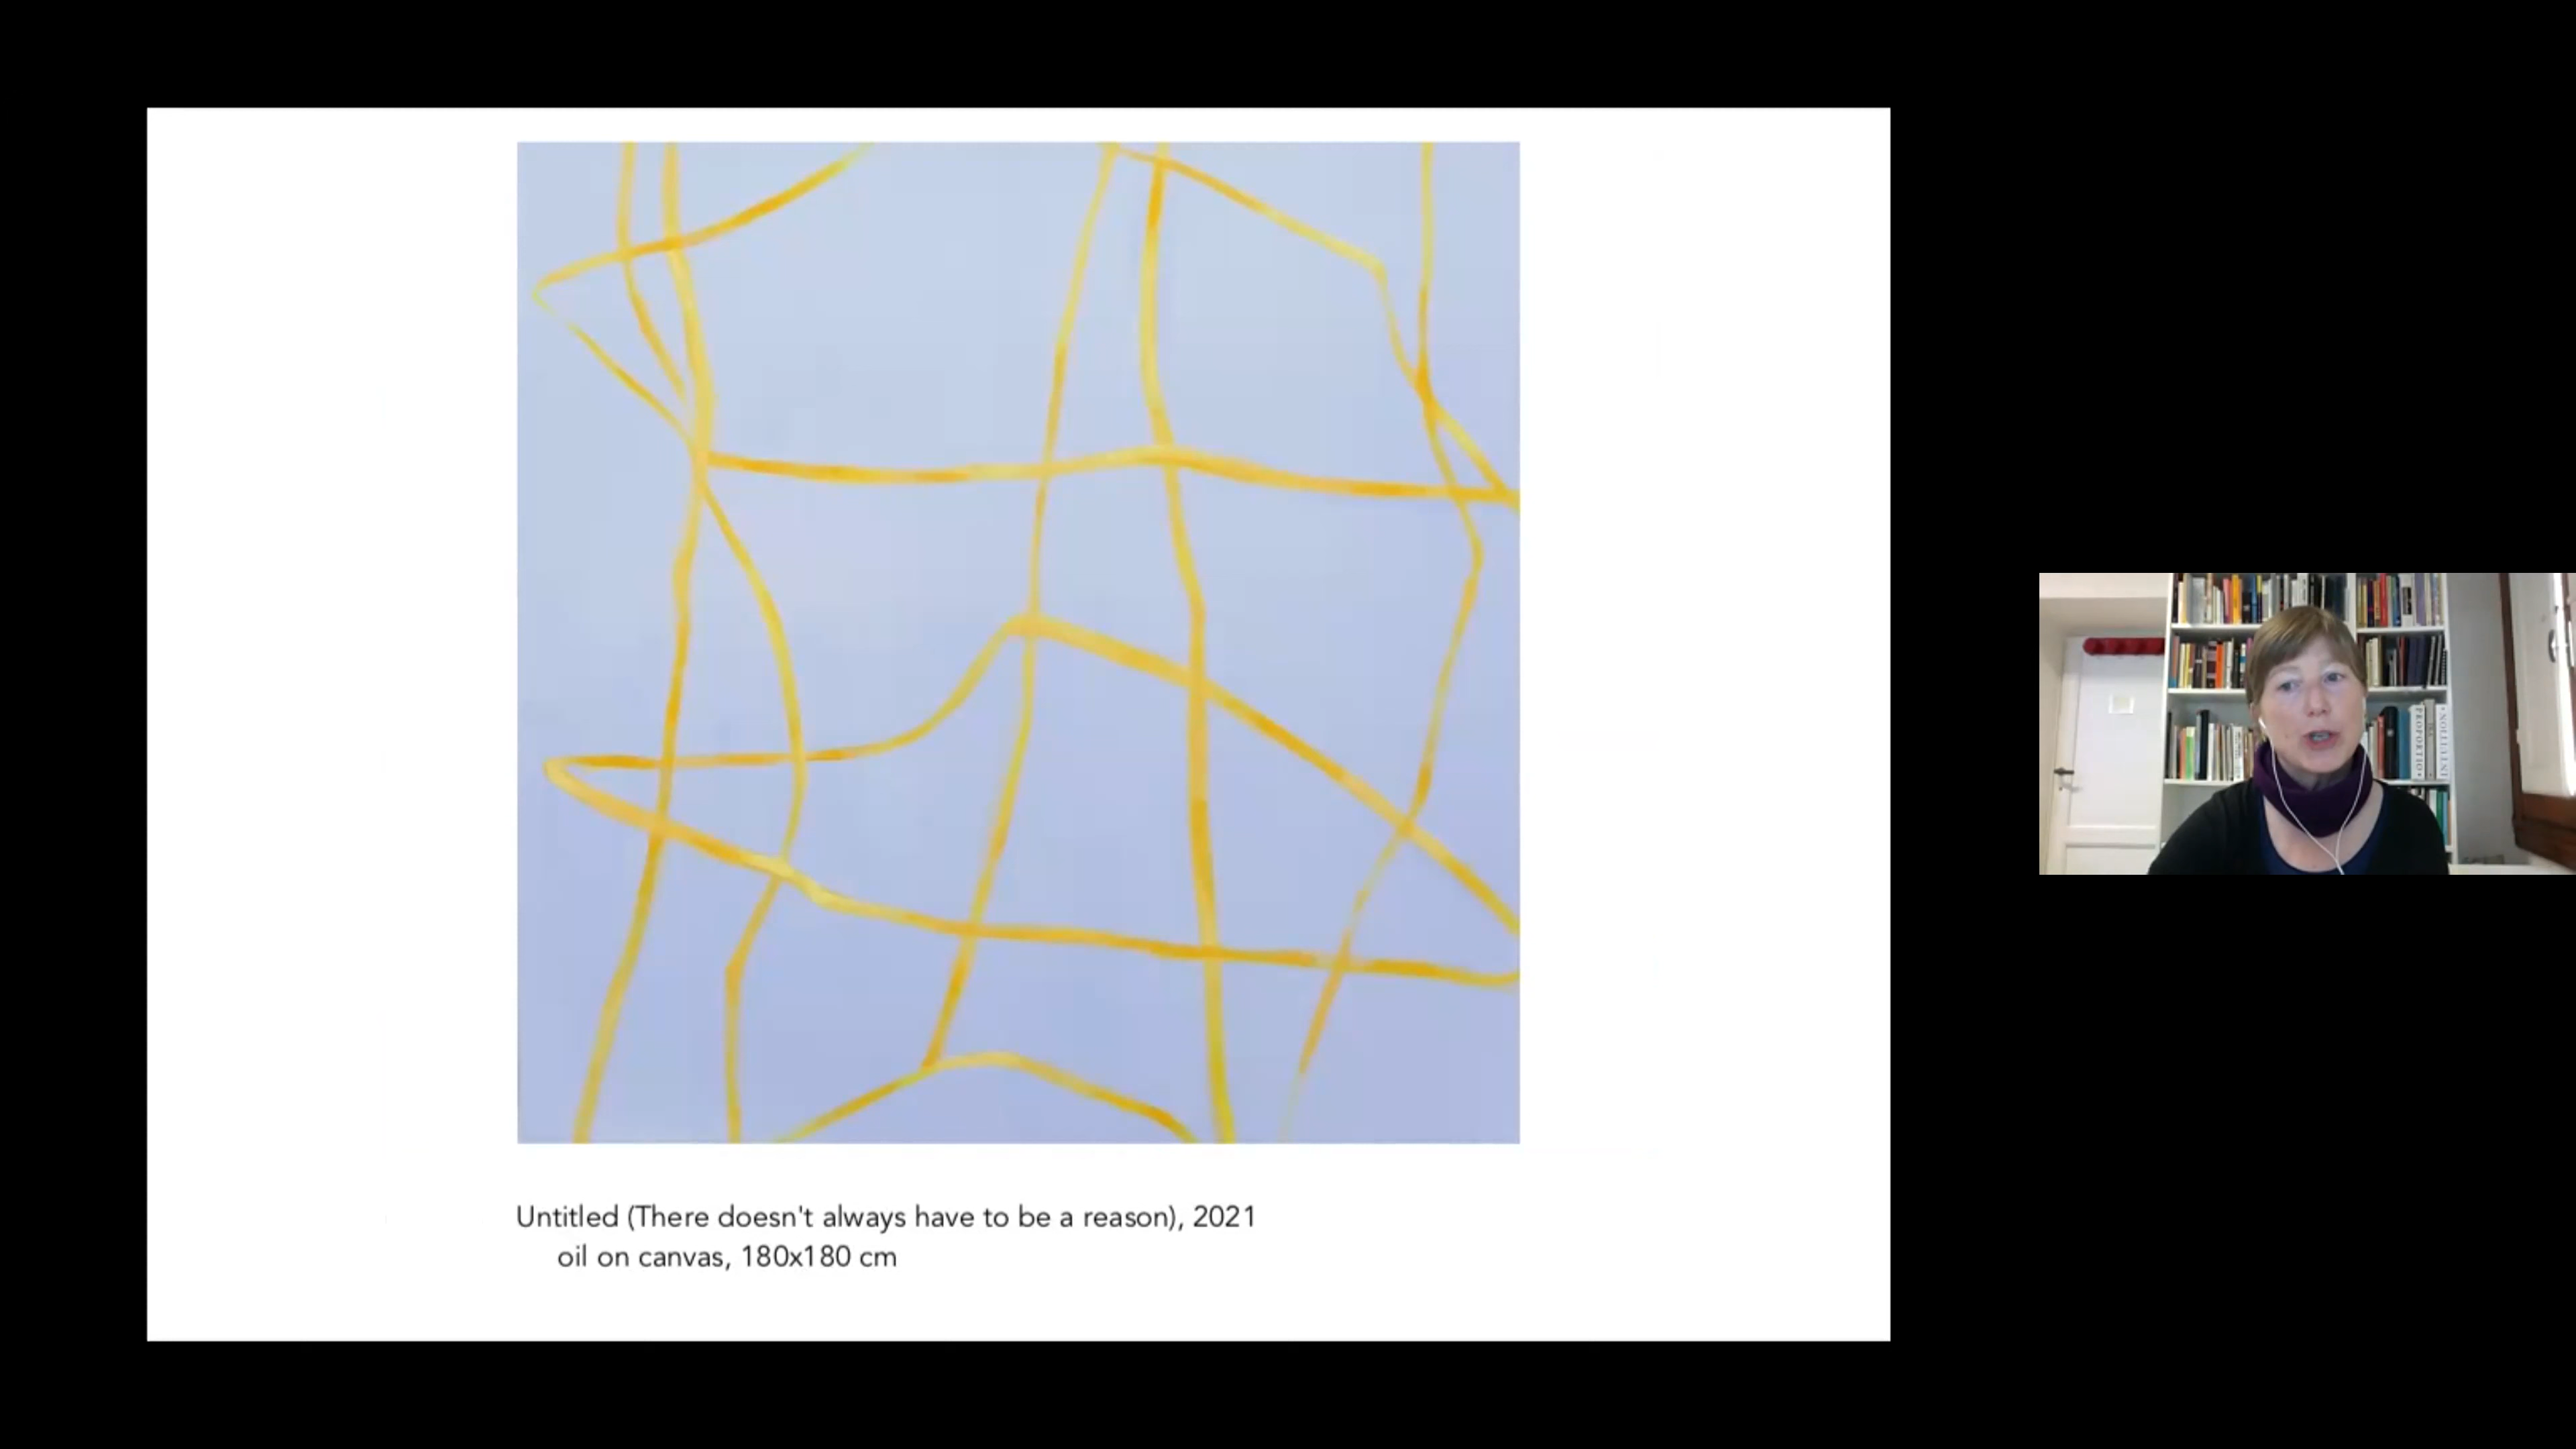 Untitled (There doesn't always have to be a reason), 2021
oil on canvas, 180x180 cm